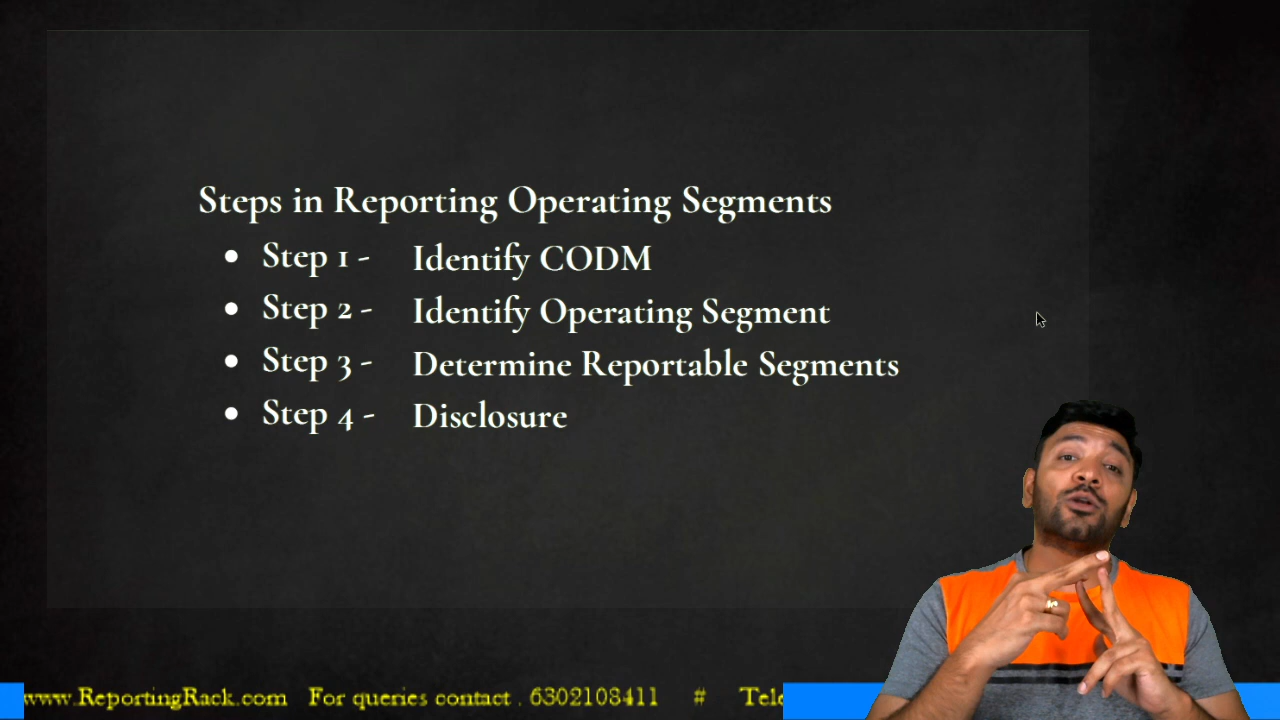 Steps in Reporting Operating Segments
• Step 1 - Identify CODM
• Step 2 - Identify Operating Segment
• Step 3 - Determine Reportable Segments
• Step 4 - Disclosure
www.ReportingRack.com For queries contact . 6302108411 # Tele